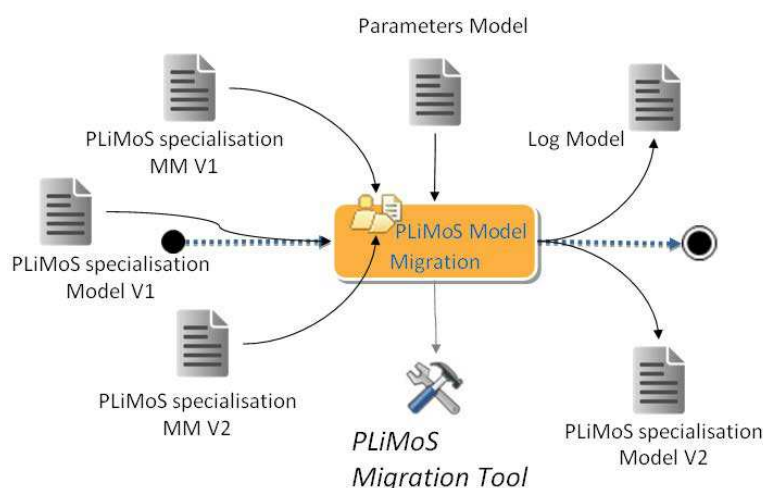 Parameters Model
PLiMoS specialisation
MM V1
Log Model
PLiMoS specialisation
Model V1
PLiMoS Model
Migration
PLiMoS specialisation
MM V2
PLiMoS
Migration Tool
PLiMoS specialisation
Model V2